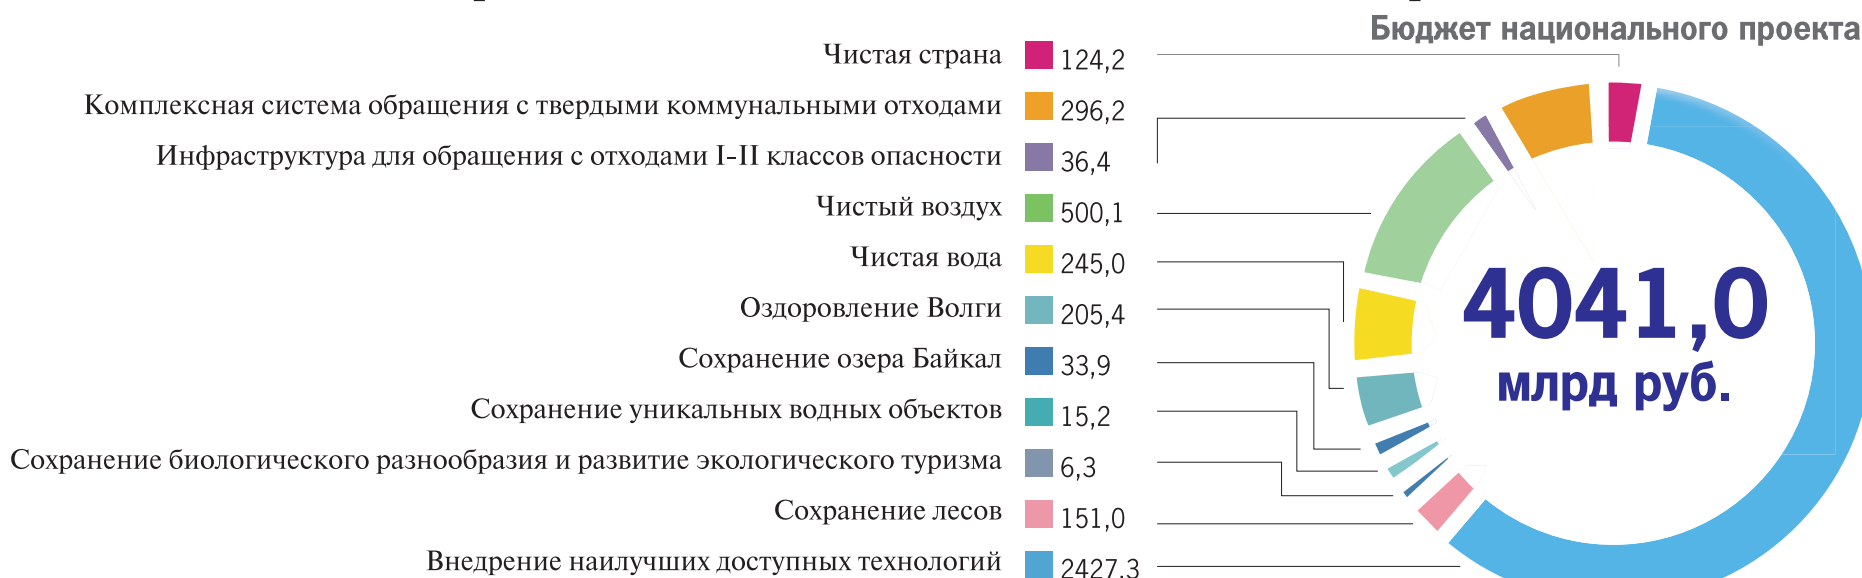 Бюджет национального проекта
Чистая страна 124,2
Комплексная система обращения с твердыми коммунальными отходами 296,2
Инфраструктура для обращения с отходами I-II классов опасности 36,4
Чистый воздух 500,1
Чистая вода 245,0
Оздоровление Волги 205,4
Сохранение озера Байкал 33,9
Сохранение уникальных водных объектов 15,2
Сохранение биологического разнообразия и развитие экологического туризма 6,3
Сохранение лесов 151,0
Внедрение наилучших доступных технологий 2427,3
4041,0
млрд руб.